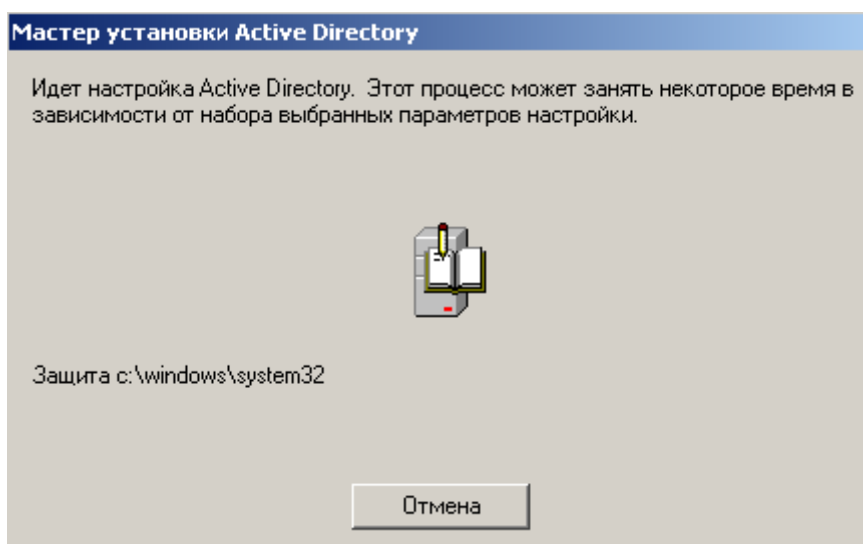 Мастер установки Active Directory
Идет настройка Active Directory. Этот процесс может занять некоторое время в
зависимости от набора выбранных параметров настройки.
Защита c:\windows\system32
Отмена